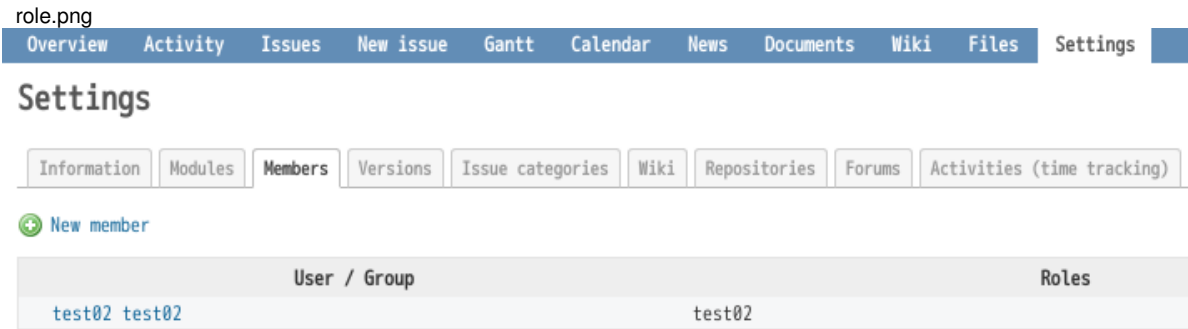 role.png
Overview Activity Issues New issue Gantt Calendar News Documents Wiki Files Settings
Settings
Information Modules Members Versions Issue categories Wiki Repositories Forums Activities (time tracking)
New member
User / Group Roles
test02 test02 test02